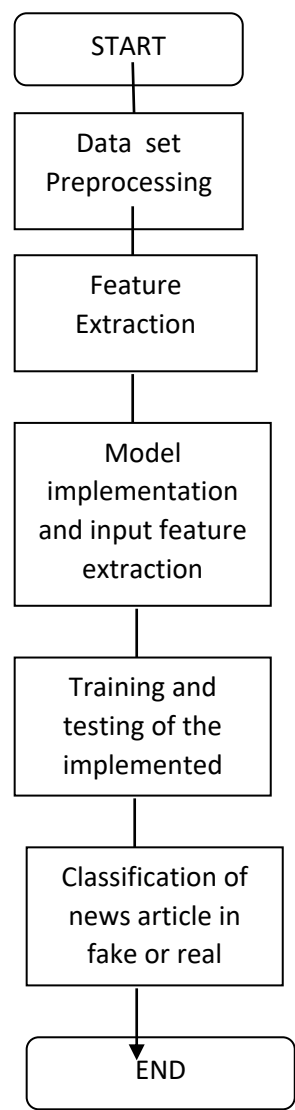 START
Data set
Preprocessing
Feature
Extraction
Model
implementation
and input feature
extraction
Training and
testing of the
implemented
Classification of
news article in
fake or real
END